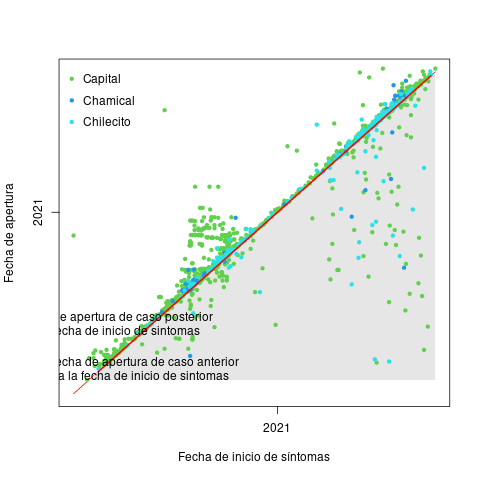 Capital
Chamical
Chilecito
Fecha de apertura
2021
e apertura de caso posterior
echa de inicio de síntomas
echa de apertura de caso anterior
a la fecha de inicio de síntomas
2021
Fecha de inicio de síntomas